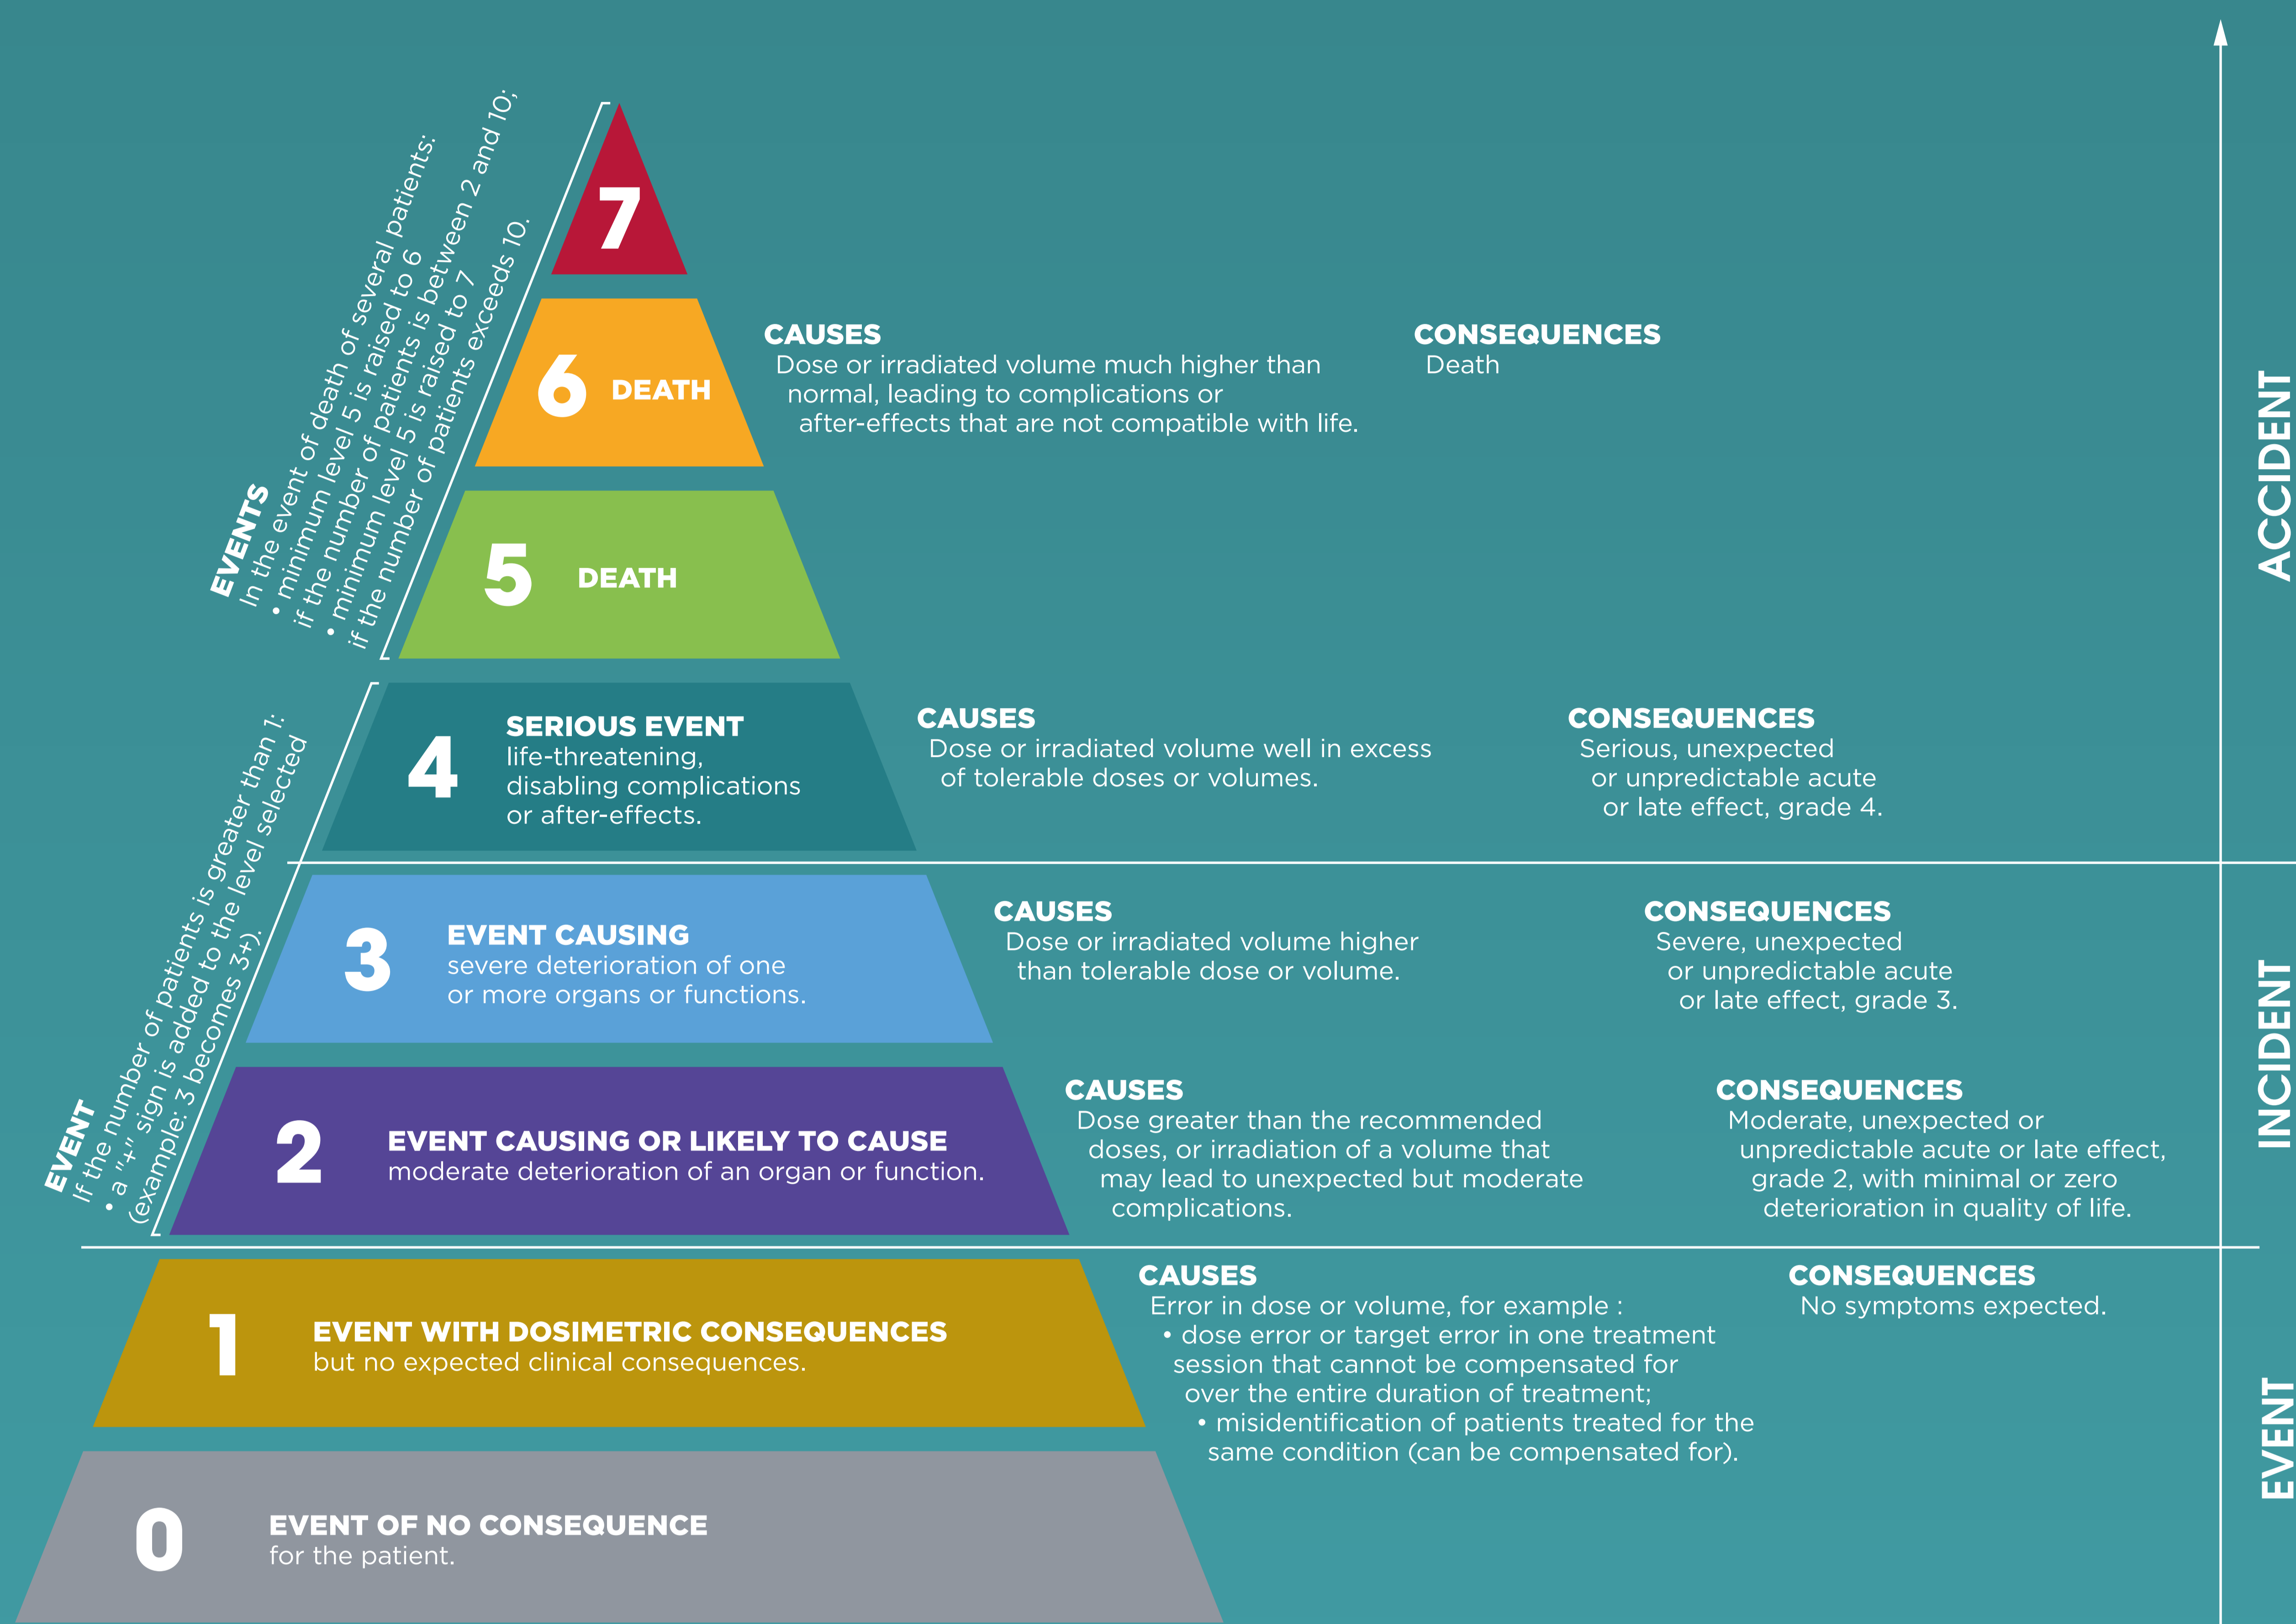 EVENTS
In the event of death of several patients:
• minimum level 5 is raised to 6
if the number of patients is between 2 and 10;
• minimum level 5 is raised to 7
if the number of patients exceeds 10.
7
6
DEATH
CAUSES
Dose or irradiated volume much higher than
normal, leading to complications or
after-effects that are not compatible with life.
CONSEQUENCES
Death
5
DEATH
ACCIDENT
EVENT
If the number of patients is greater than 1:
• a "+" sign is added to the level selected
(example: 3 becomes 3+).
4
SERIOUS EVENT
life-threatening,
disabling complications
or after-effects.
CAUSES
Dose or irradiated volume well in excess
of tolerable doses or volumes.
CONSEQUENCES
Serious, unexpected
or unpredictable acute
or late effect, grade 4.
3
EVENT CAUSING
severe deterioration of one
or more organs or functions.
CAUSES
Dose or irradiated volume higher
than tolerable dose or volume.
CONSEQUENCES
Severe, unexpected
or unpredictable acute
or late effect, grade 3.
INCIDENT
2
EVENT CAUSING OR LIKELY TO CAUSE
moderate deterioration of an organ or function.
CAUSES
Dose greater than the recommended
doses, or irradiation of a volume that
may lead to unexpected but moderate
complications.
CONSEQUENCES
Moderate, unexpected or
unpredictable acute or late effect,
grade 2, with minimal or zero
deterioration in quality of life.
1
EVENT WITH DOSIMETRIC CONSEQUENCES
but no expected clinical consequences.
CAUSES
Error in dose or volume, for example :
• dose error or target error in one treatment
session that cannot be compensated for
over the entire duration of treatment;
• misidentification of patients treated for the
same condition (can be compensated for).
CONSEQUENCES
No symptoms expected.
EVENT
0
EVENT OF NO CONSEQUENCE
for the patient.